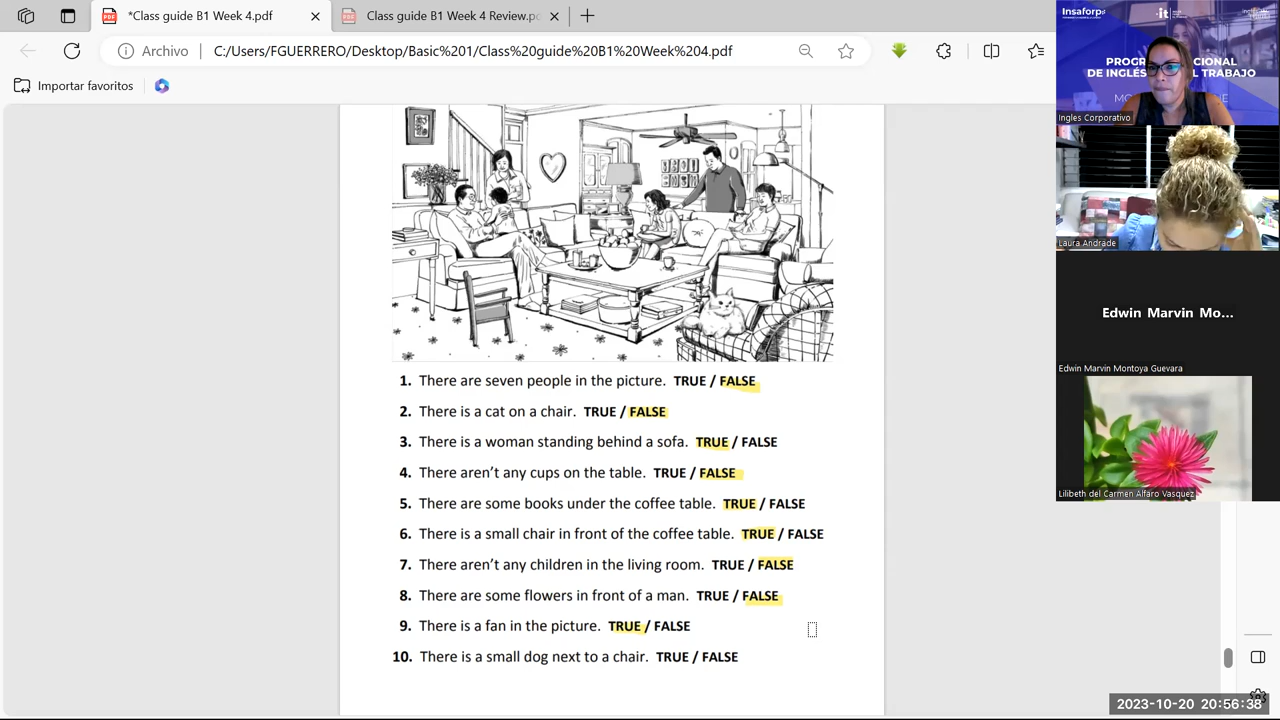 *Class guide B1 Week 4.pdf
Class guide B1 Week 4 Review.pc
Archivo
C:/Users/FGUERRERO/Desktop/Basic%201/Class%20guide%20B1%20Week%204.pdf
Importar favoritos
1. There are seven people in the picture. TRUE / FALSE
2. There is a cat on a chair. TRUE / FALSE
3. There is a woman standing behind a sofa. TRUE / FALSE
4. There aren't any cups on the table. TRUE / FALSE
5. There are some books under the coffee table. TRUE / FALSE
6. There is a small chair in front of the coffee table. TRUE / FALSE
7. There aren't any children in the living room. TRUE / FALSE
8. There are some flowers in front of a man. TRUE / FALSE
9. There is a fan in the picture. TRUE / FALSE
10. There is a small dog next to a chair. TRUE / FALSE
Insaforp
it
PROGR CIONAL
DE INGLÉS L TRABAJO
Ingles Corporativo
Laura Andrade
Edwin Marvin Mo...
Edwin Marvin Montoya Guevara
Lilibeth del Carmen Alfaro Vasquez
2023-10-20 20:56:38